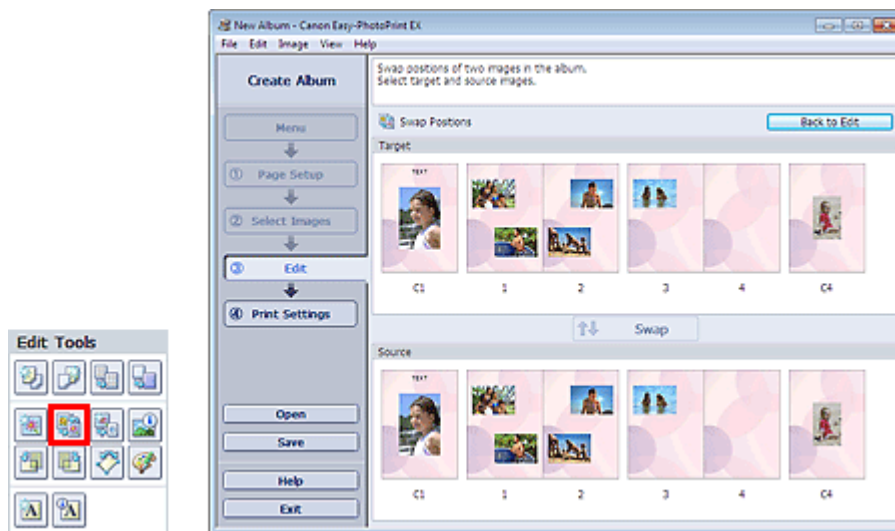 New Album - Canon Easy-PhotoPrint EX
File Edit Image View Help
Create Album
Swap positions of two images in the album.
Select target and source images.
Menu
Swap Positions
Back to Edit
Target
① Page Setup
TEXT
② Select Images
③ Edit
C1 1 2 3 4 C4
④ Print Settings
Swap
Edit Tools
Source
TEXT
Open
Save
Help
C1 1 2 3 4 C4
Exit